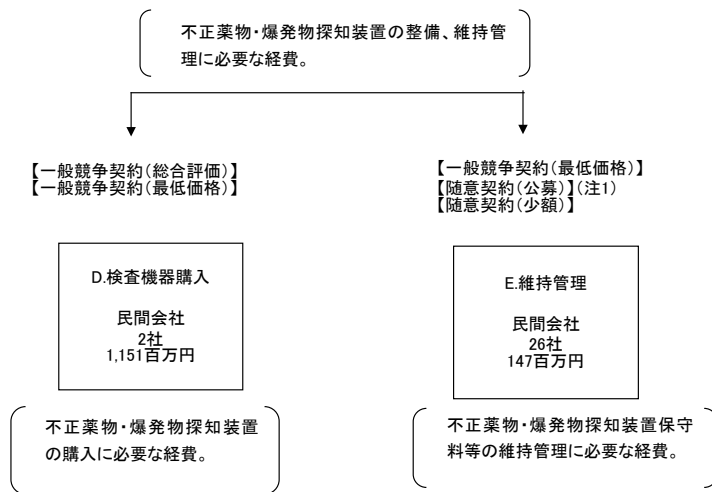 不正薬物・爆発物探知装置の整備、維持管
理に必要な経費。
【一般競争契約(総合評価)】
【一般競争契約(最低価格)】
【一般競争契約(最低価格)】
【随意契約(公募)】(注1)
【随意契約(少額)】
D.検査機器購入
民間会社
2社
1,151百万円
E.維持管理
民間会社
26社
147百万円
不正薬物・爆発物探知装置
の購入に必要な経費。
不正薬物・爆発物探知装置保守
料等の維持管理に必要な経費。